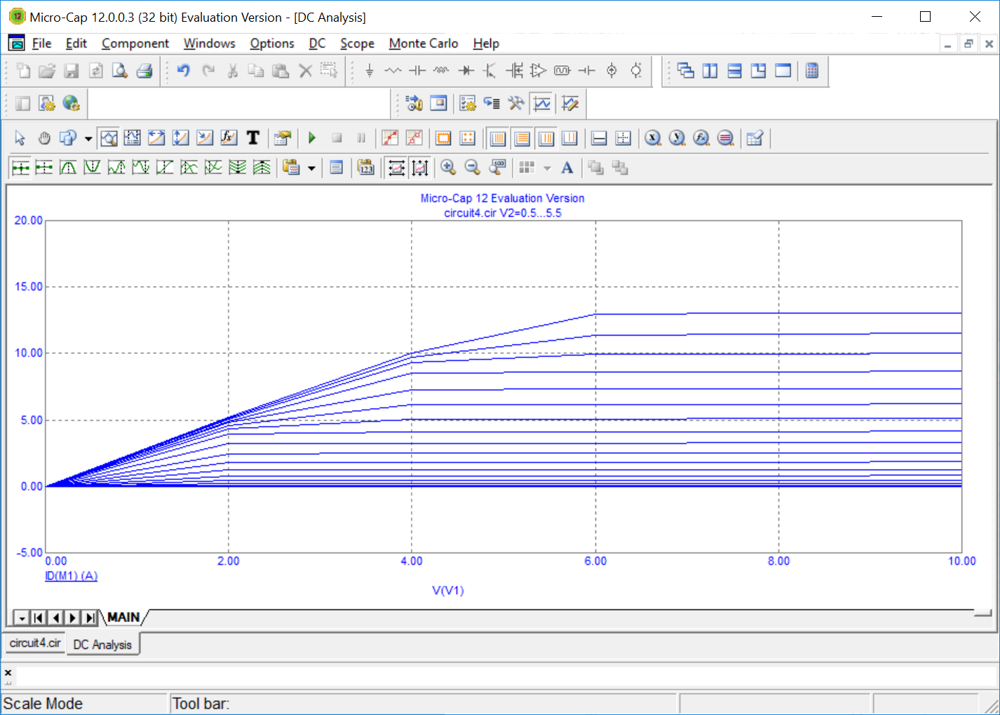 Micro-Cap 12.0.0.3 (32 bit) Evaluation Version - [DC Analysis]
File Edit Component Windows Options DC Scope Monte Carlo Help
Micro-Cap 12 Evaluation Version
circuit4.cir V2=0.5...5.5
20.00
15.00
10.00
5.00
0.00
-5.00
0.00 2.00 4.00 6.00 8.00 10.00
ID(M1) (A)
V(V1)
MAIN
circuit4.cir DC Analysis
Scale Mode Tool bar: